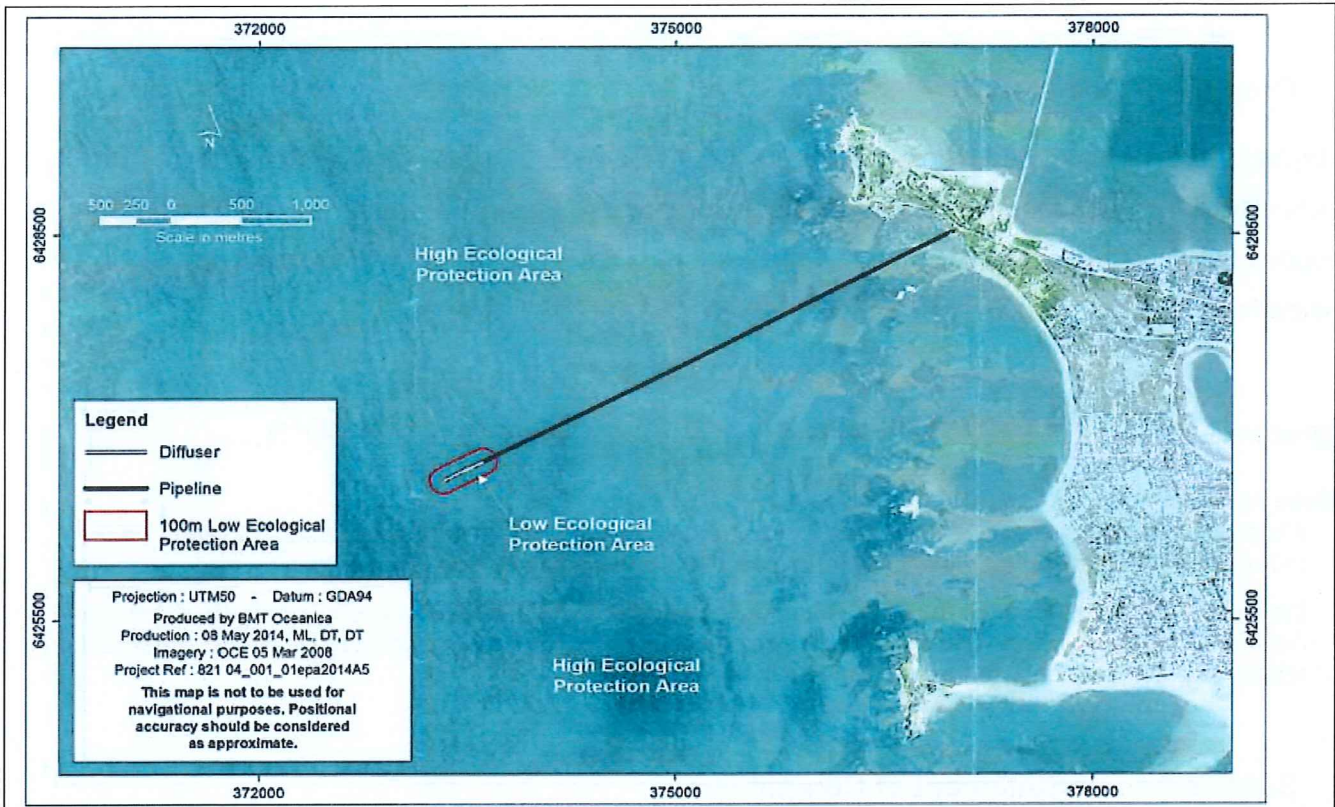 372000
375000
378000
N
500 250 0 500 1,000
Scale in metres
6428500
6428500
High Ecological
Protection Area
Legend
Diffuser
Pipeline
100m Low Ecological
Protection Area
Low Ecological
Protection Area
Projection : UTM50 - Datum : GDA94
Produced by BMT Oceanica
Production : 08 May 2014, ML, DT, DT
Imagery : OCE 05 Mar 2008
Project Ref : 821 04_001_01epa2014A5
This map is not to be used for
navigational purposes. Positional
accuracy should be considered
as approximate.
6425500
6425500
High Ecological
Protection Area
372000
375000
378000